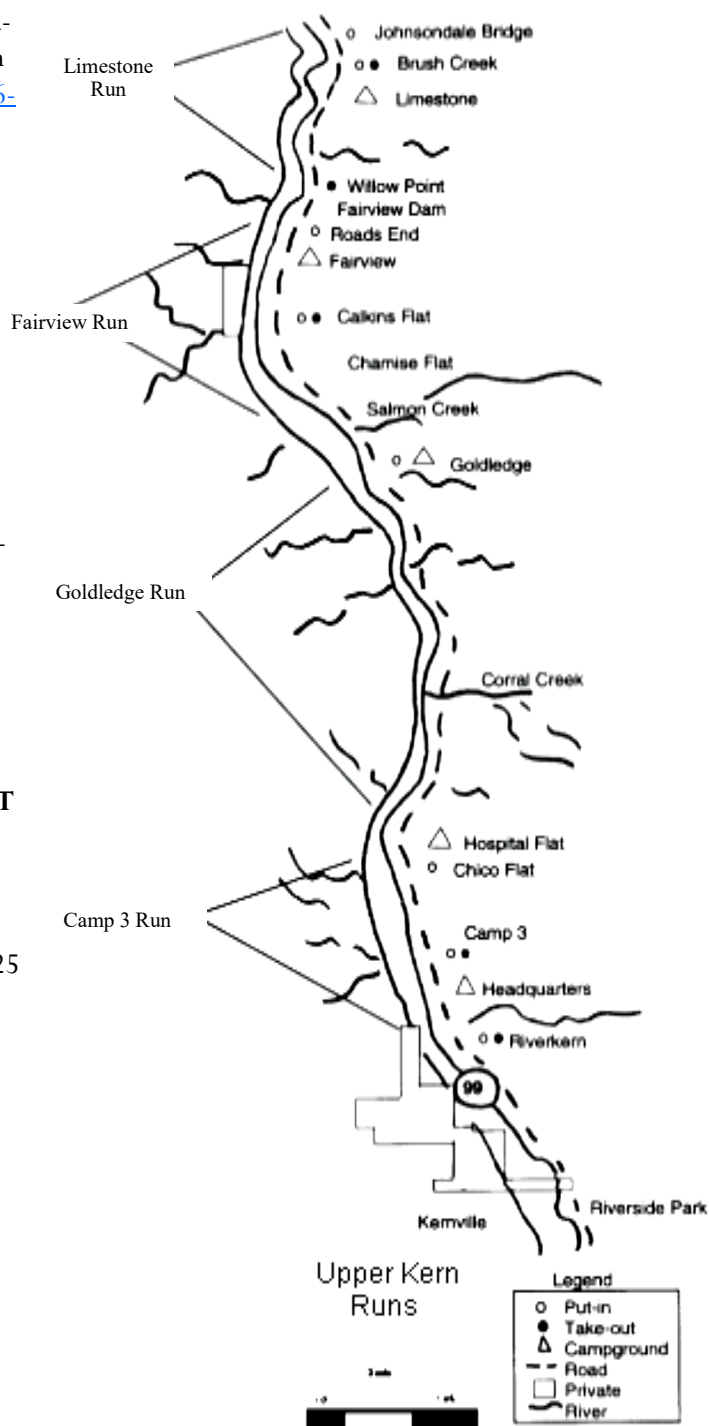 Johnsondale Bridge
Brush Creek
Limestone
Run
Limestone
Willow Point
Fairview Dam
Roads End
Fairview
Fairview Run
Calkins Flat
Chamise Flat
Salmon Creek
Goldledge
Goldledge Run
Corral Creek
T
Hospital Flat
Chico Flat
Camp 3 Run
Camp 3
25
Headquarters
Riverkern
99
Riverside Park
Kernville
Upper Kern
Runs
Legend
Put-in
Take-out
Campground
Road
Private
River